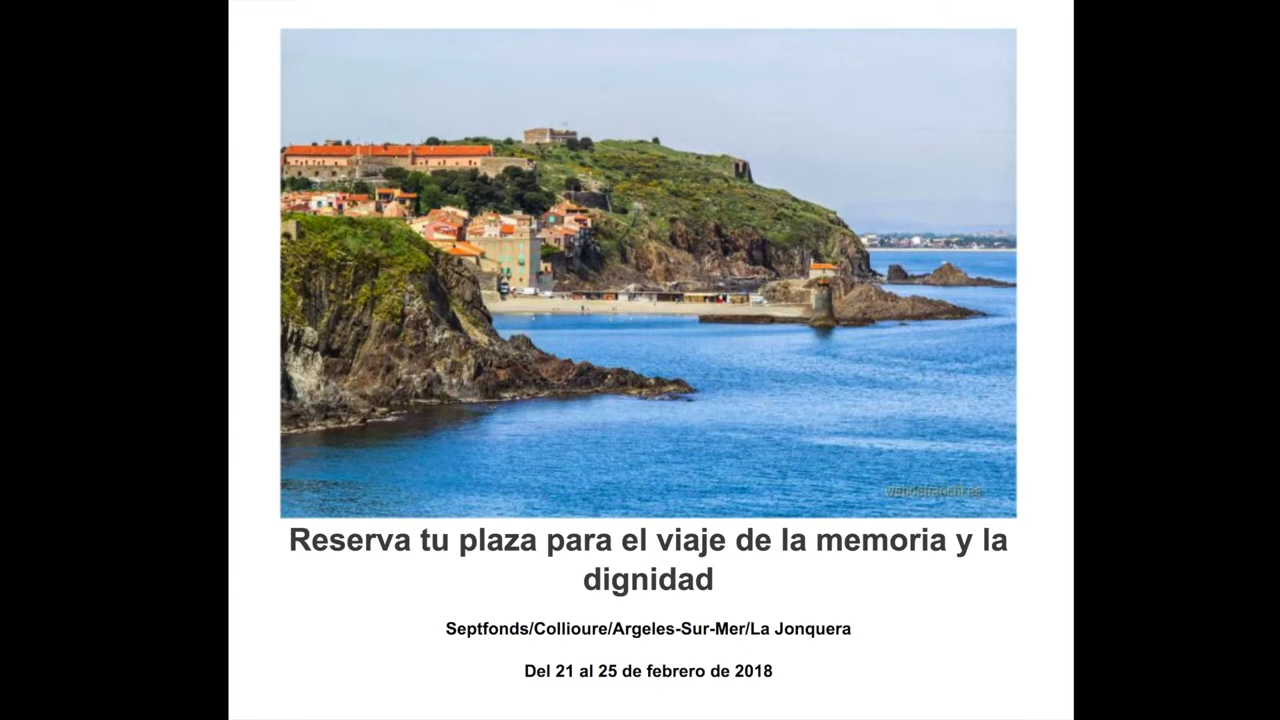 Reserva tu plaza para el viaje de la memoria y la
dignidad
Septfonds/Collioure/Argeles-Sur-Mer/La Jonquera
Del 21 al 25 de febrero de 2018